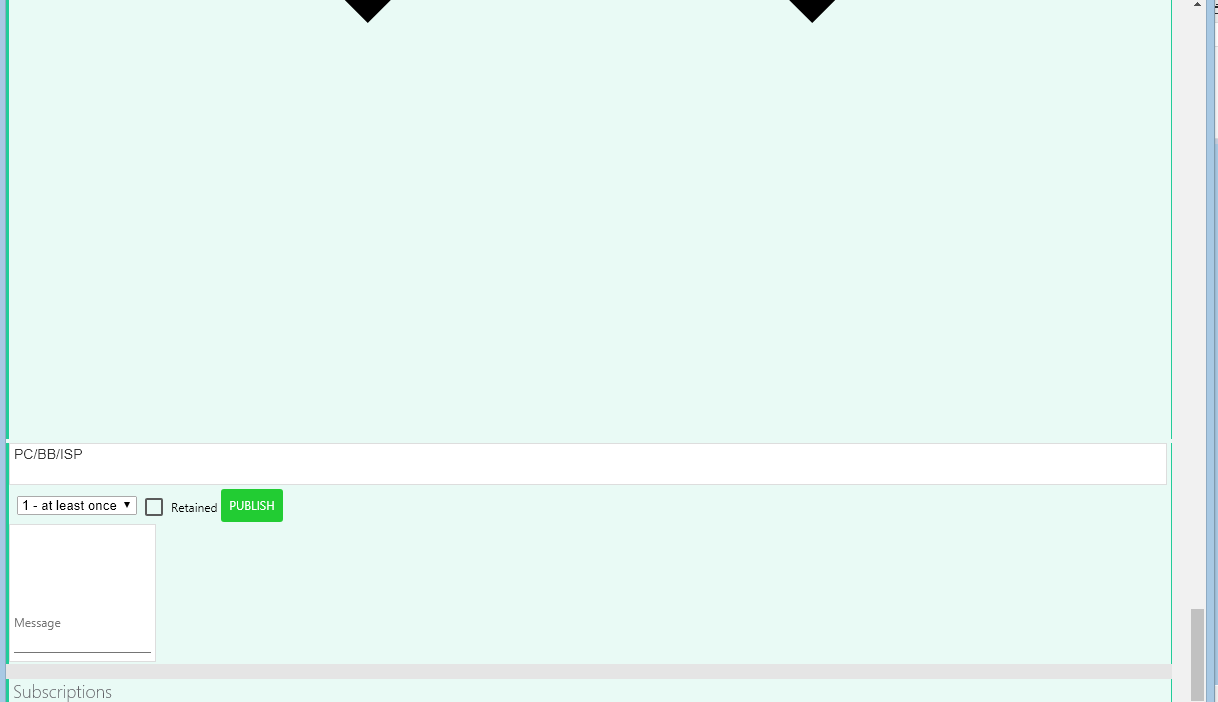 PC/BB/ISP
1 - at least once Retained PUBLISH
Message
Subscriptions